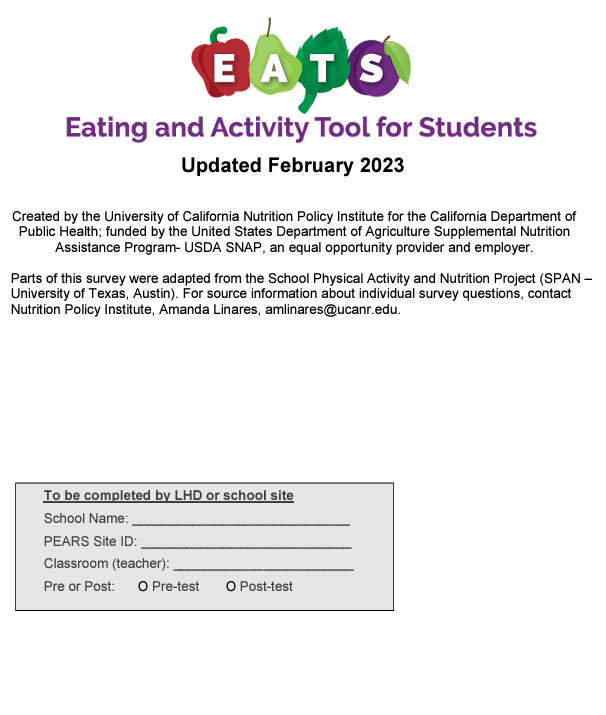 EATS
Eating and Activity Tool for Students
Updated February 2023
Created by the University of California Nutrition Policy Institute for the California Department of
Public Health; funded by the United States Department of Agriculture Supplemental Nutrition
Assistance Program- USDA SNAP, an equal opportunity provider and employer.
Parts of this survey were adapted from the School Physical Activity and Nutrition Project (SPAN –
University of Texas, Austin). For source information about individual survey questions, contact
Nutrition Policy Institute, Amanda Linares, amlinares@ucanr.edu.
To be completed by LHD or school site
School Name: ____________________________
PEARS Site ID: ___________________________
Classroom (teacher): _______________________
Pre or Post: O Pre-test O Post-test